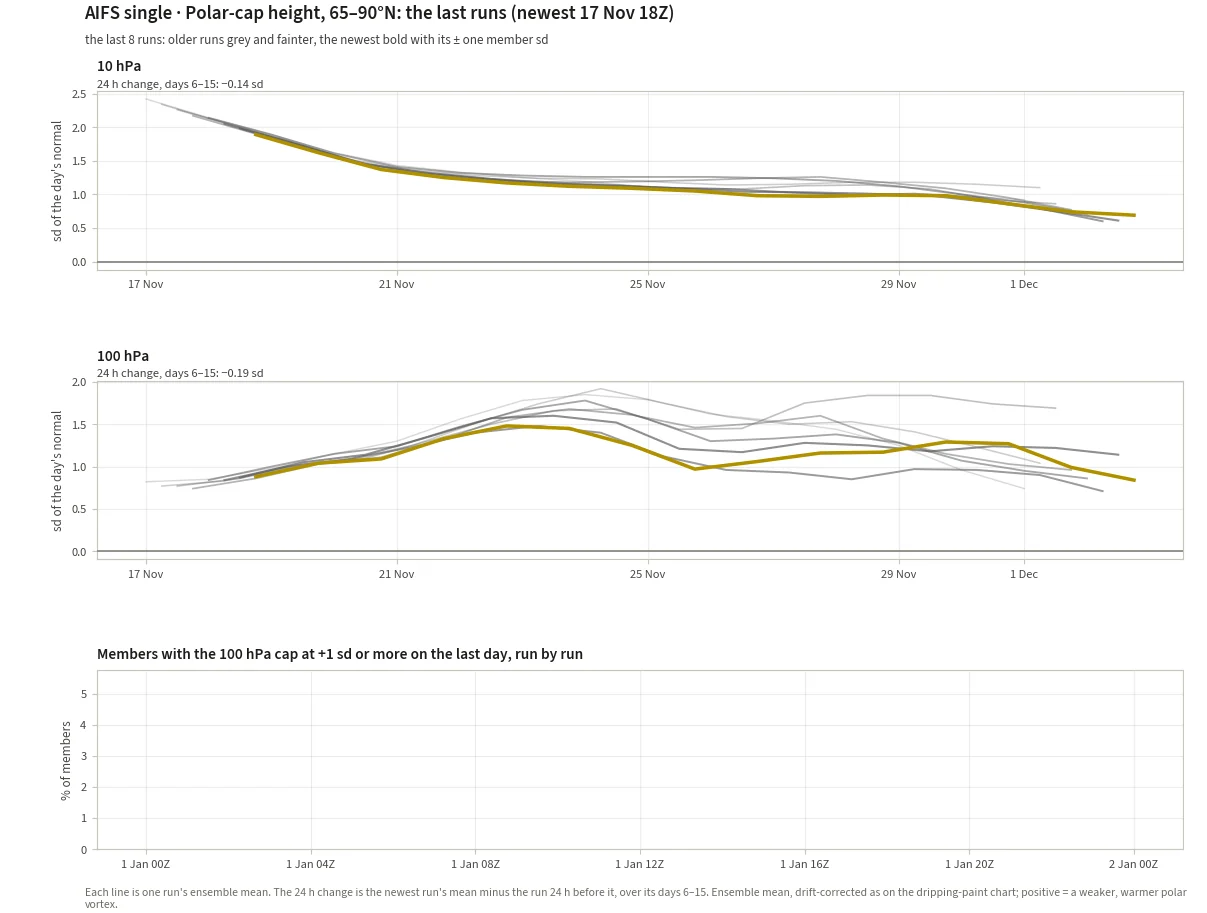 AIFS single · Polar-cap height, 65–90°N: the last runs (newest 17 Nov 18Z)
the last 8 runs: older runs grey and fainter, the newest bold with its ± one member sd
10 hPa
24 h change, days 6–15: −0.14 sd
sd of the day's normal
2.5
2.0
1.5
1.0
0.5
0.0
17 Nov 21 Nov 25 Nov 29 Nov 1 Dec
100 hPa
24 h change, days 6–15: −0.19 sd
sd of the day's normal
2.0
1.5
1.0
0.5
0.0
17 Nov 21 Nov 25 Nov 29 Nov 1 Dec
Members with the 100 hPa cap at +1 sd or more on the last day, run by run
% of members
5
4
3
2
1
0
1 Jan 00Z 1 Jan 04Z 1 Jan 08Z 1 Jan 12Z 1 Jan 16Z 1 Jan 20Z 2 Jan 00Z
Each line is one run's ensemble mean. The 24 h change is the newest run's mean minus the run 24 h before it, over its days 6–15. Ensemble mean, drift-corrected as on the dripping-paint chart; positive = a weaker, warmer polar
vortex.